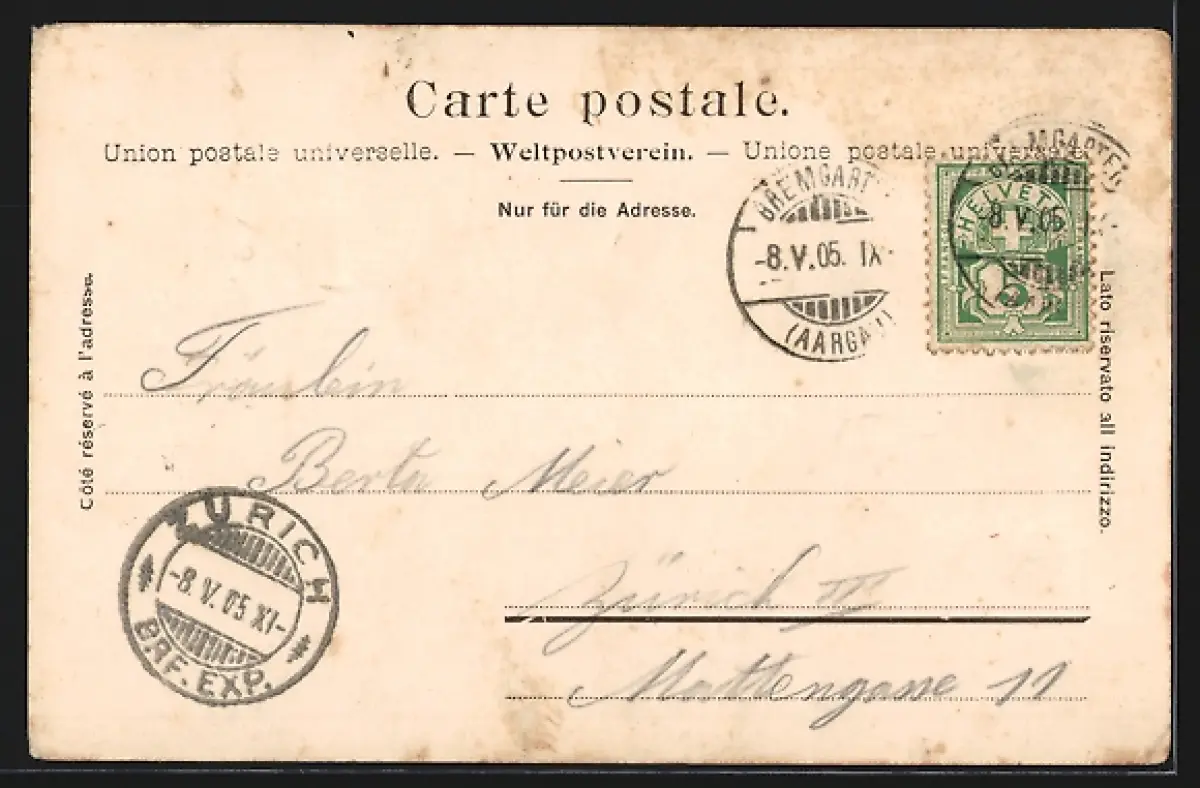 Carte postale.
Union postale universelle. — Weltpostverein. — Unione postale universale
Nur für die Adresse.
BREMGARTEN
-8.V.05. IX-
(AARGAU)
BREMGARTEN
-8.V.05
HELVETIA
5
Côté réservé à l'adresse.
Lato riservato all indirizzo.
Fräulein
Berta Meier
Zürich III
Mattengasse 11
ZÜRICH
-8.V.05.XI-
BRF. EXP.